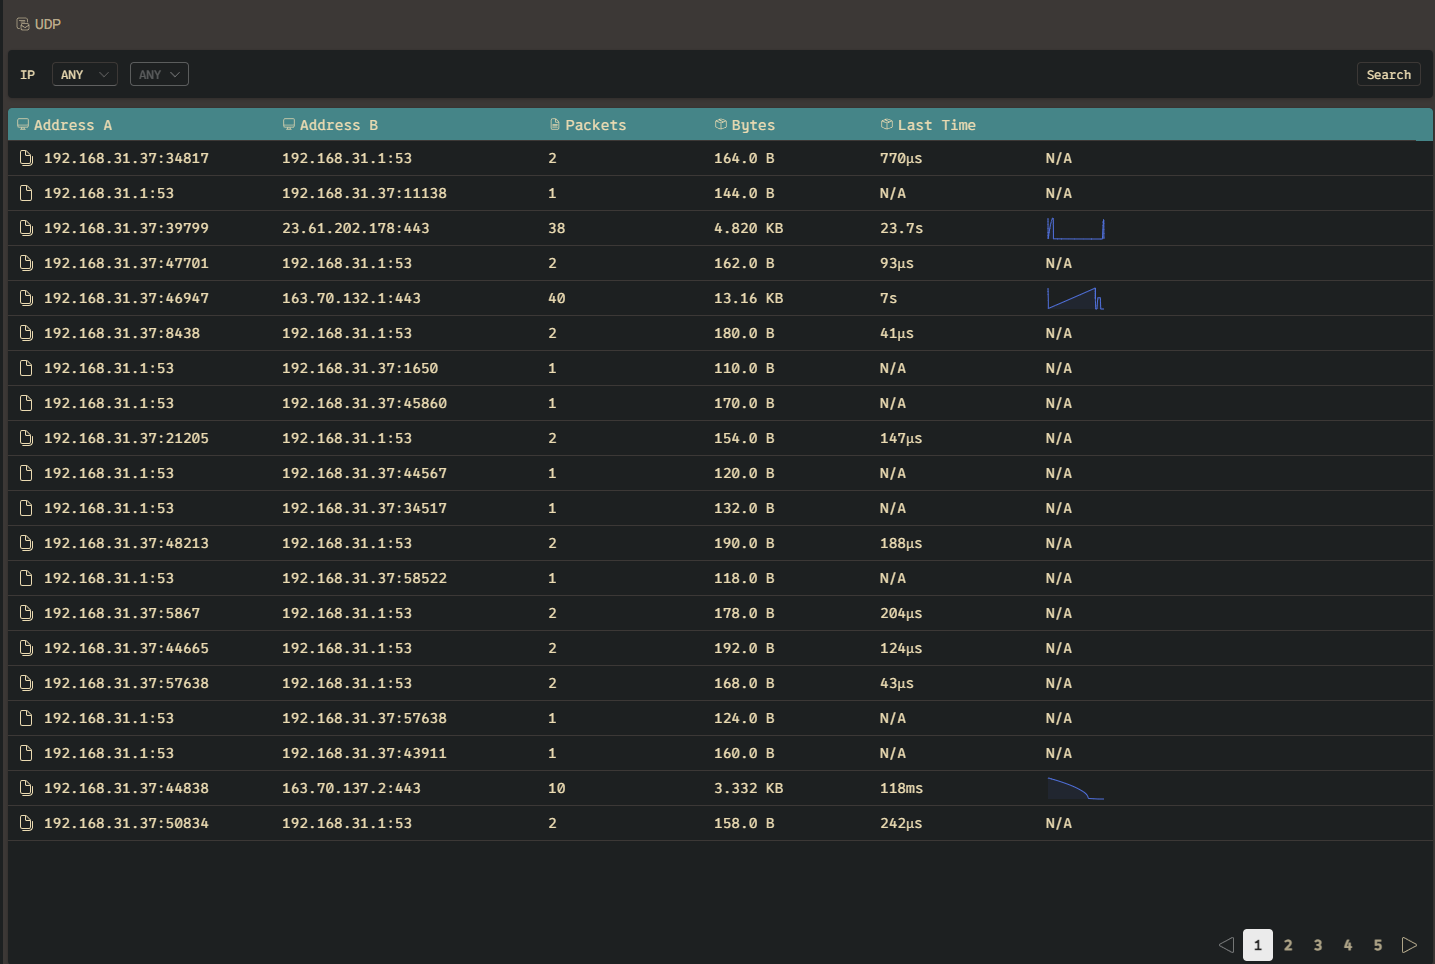 UDP
IP ANY ANY Search
Address A Address B Packets Bytes Last Time
192.168.31.37:34817 192.168.31.1:53 2 164.0 B 770µs N/A
192.168.31.1:53 192.168.31.37:11138 1 144.0 B N/A N/A
192.168.31.37:39799 23.61.202.178:443 38 4.820 KB 23.7s
192.168.31.37:47701 192.168.31.1:53 2 162.0 B 93µs N/A
192.168.31.37:46947 163.70.132.1:443 40 13.16 KB 7s
192.168.31.37:8438 192.168.31.1:53 2 180.0 B 41µs N/A
192.168.31.1:53 192.168.31.37:1650 1 110.0 B N/A N/A
192.168.31.1:53 192.168.31.37:45860 1 170.0 B N/A N/A
192.168.31.37:21205 192.168.31.1:53 2 154.0 B 147µs N/A
192.168.31.1:53 192.168.31.37:44567 1 120.0 B N/A N/A
192.168.31.1:53 192.168.31.37:34517 1 132.0 B N/A N/A
192.168.31.37:48213 192.168.31.1:53 2 190.0 B 188µs N/A
192.168.31.1:53 192.168.31.37:58522 1 118.0 B N/A N/A
192.168.31.37:5867 192.168.31.1:53 2 178.0 B 204µs N/A
192.168.31.37:44665 192.168.31.1:53 2 192.0 B 124µs N/A
192.168.31.37:57638 192.168.31.1:53 2 168.0 B 43µs N/A
192.168.31.1:53 192.168.31.37:57638 1 124.0 B N/A N/A
192.168.31.1:53 192.168.31.37:43911 1 160.0 B N/A N/A
192.168.31.37:44838 163.70.137.2:443 10 3.332 KB 118ms
192.168.31.37:50834 192.168.31.1:53 2 158.0 B 242µs N/A
1 2 3 4 5